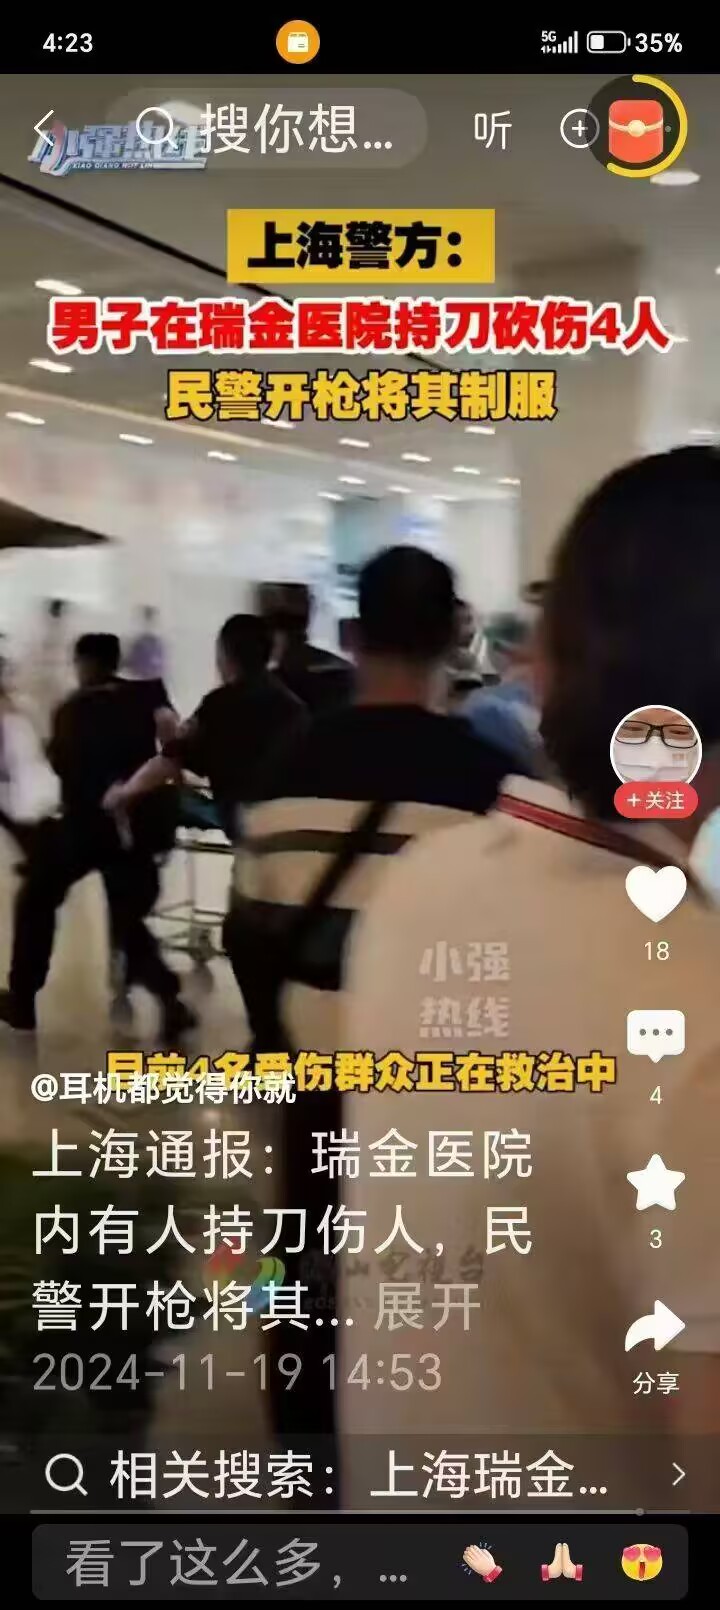 4:23
5G
35%
小强热线
XIAO QIANG HOT LINE
搜你想...
听
上海警方：
男子在瑞金医院持刀砍伤4人
民警开枪将其制服
+关注
18
小强
热线
4
目前4名受伤群众正在救治中
@耳机都觉得你就
上海通报：瑞金医院
内有人持刀伤人，民
警开枪将其... 展开
3
2024-11-19 14:53
分享
相关搜索：上海瑞金...
看了这么多，...